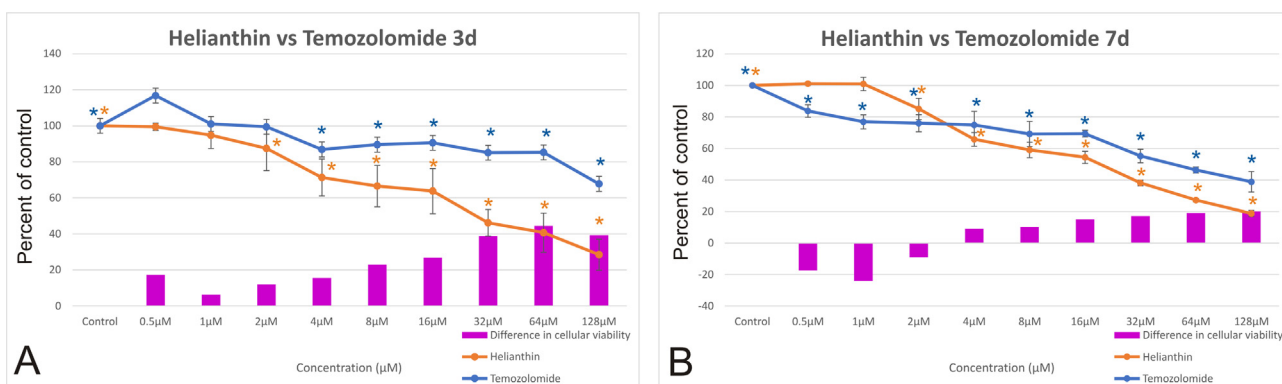 Helianthin vs Temozolomide 3d
Percent of control
140
120
100
80
60
40
20
0
Control 0.5µM 1µM 2µM 4µM 8µM 16µM 32µM 64µM 128µM
Difference in cellular viability
Helianthin
Temozolomide
Concentration (µM)
A
Helianthin vs Temozolomide 7d
Percent of control
120
100
80
60
40
20
0
-20
-40
Control 0.5µM 1µM 2µM 4µM 8µM 16µM 32µM 64µM 128µM
Difference in cellular viability
Helianthin
Temozolomide
Concentration (µM)
B